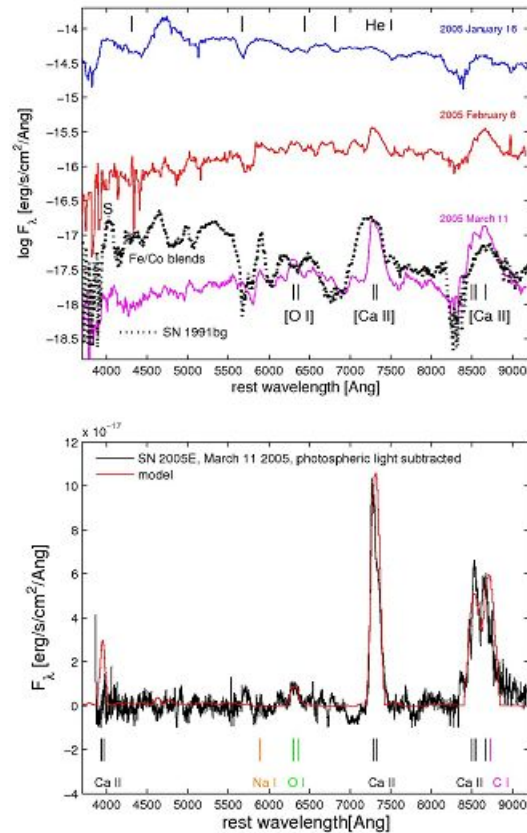 He I
2005 January 16
2005 February 6
2005 March 11
S
Fe/Co blends
[O I]
[Ca II]
[Ca II]
SN 1991bg
log Fλ [erg/s/cm²/Ang]
-14
-14.5
-15
-15.5
-16
-16.5
-17
-17.5
-18
-18.5
4000 4500 5000 5500 6000 6500 7000 7500 8000 8500 9000
rest wavelength [Ang]
x 10⁻¹⁷
SN 2005E, March 11 2005, photospheric light subtracted
model
Fλ [erg/s/cm²/Ang]
12
10
8
6
4
2
0
-2
-4
Ca II
Na I
O I
Ca II
Ca II
C I
4000 4500 5000 5500 6000 6500 7000 7500 8000 8500 9000
rest wavelength[Ang]